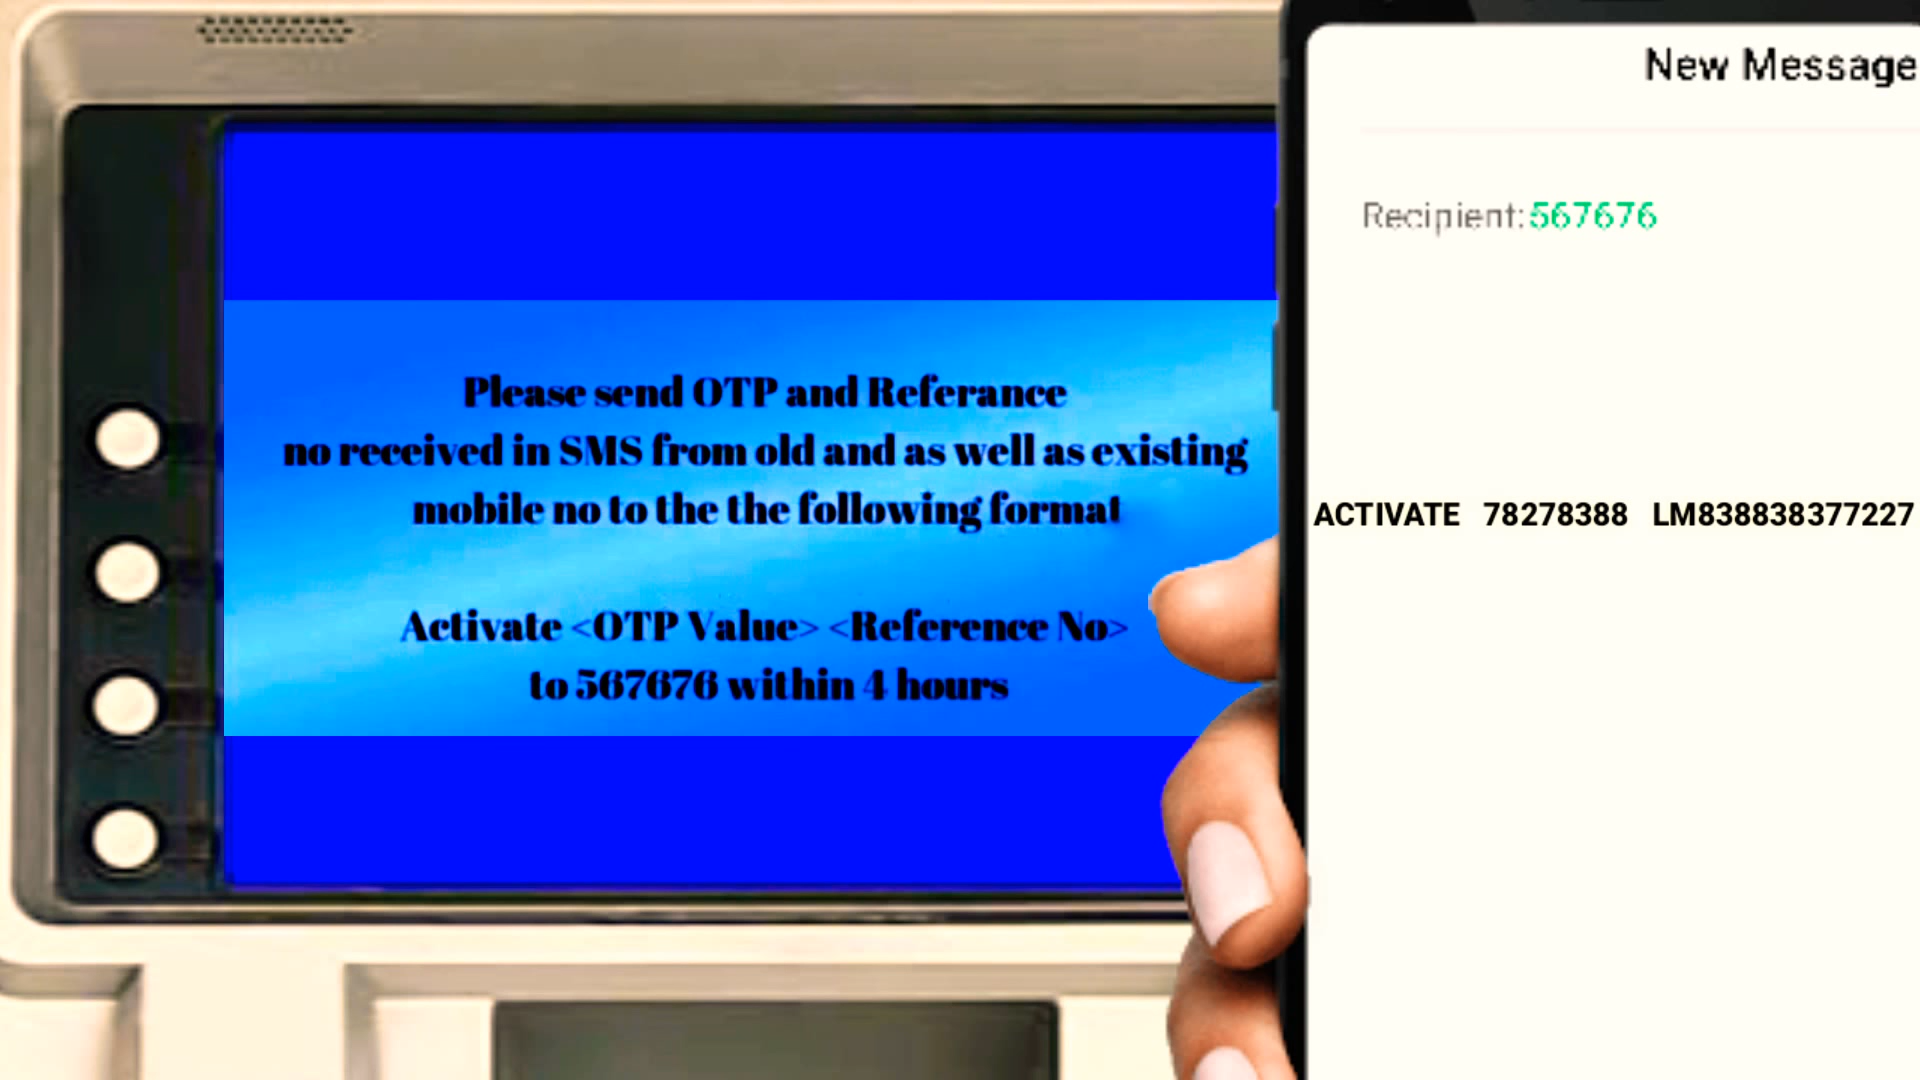 Please send OTP and Referance
no received in SMS from old and as well as existing
mobile no to the the following format
Activate <OTP Value> <Reference No>
to 567676 within 4 hours
New Message
Recipient:567676
ACTIVATE 78278388 LM838838377227